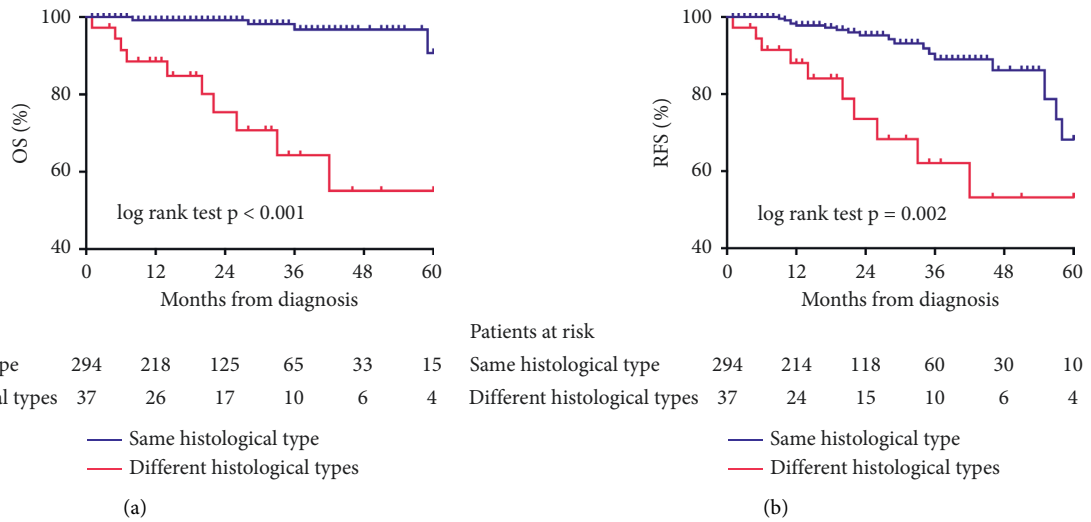 100
80
60
40
OS (%)
log rank test p < 0.001
0 12 24 36 48 60
Months from diagnosis
294 218 125 65 33 15
types 37 26 17 10 6 4
Same histological type
Different histological types
(a)
100
80
60
40
RFS (%)
log rank test p = 0.002
0 12 24 36 48 60
Months from diagnosis
Patients at risk
Same histological type 294 214 118 60 30 10
Different histological types 37 24 15 10 6 4
Same histological type
Different histological types
(b)